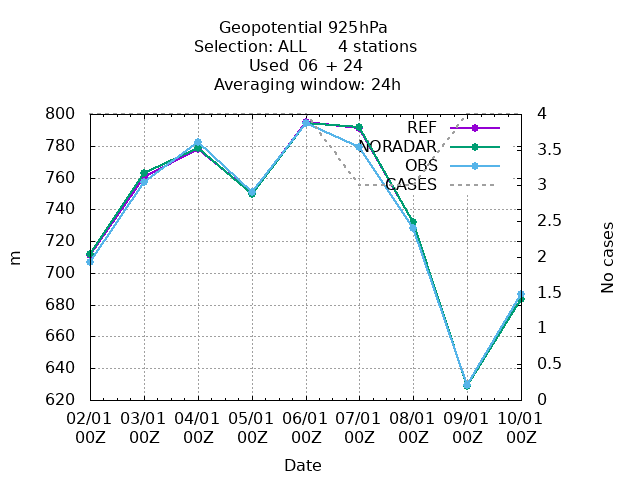 Geopotential 925hPa
Selection: ALL 4 stations
Used 06 + 24
Averaging window: 24h
800
780
760
740
720
700
680
660
640
620
m
4
3.5
3
2.5
2
1.5
1
0.5
0
No cases
REF
NORADAR
OBS
CASES
02/01 03/01 04/01 05/01 06/01 07/01 08/01 09/01 10/01
00Z 00Z 00Z 00Z 00Z 00Z 00Z 00Z 00Z
Date